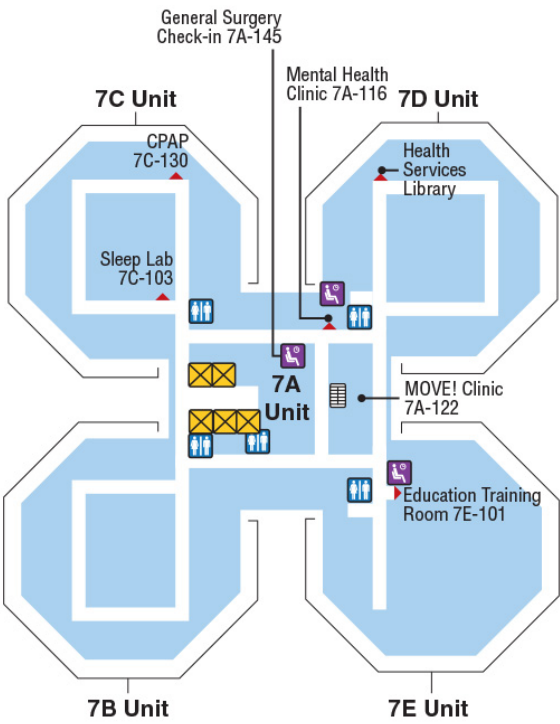 General Surgery
Check-in 7A-145
Mental Health
Clinic 7A-116
7C Unit
7D Unit
CPAP
7C-130
Health
Services
Library
Sleep Lab
7C-103
7A
Unit
MOVE! Clinic
7A-122
Education Training
Room 7E-101
7B Unit
7E Unit